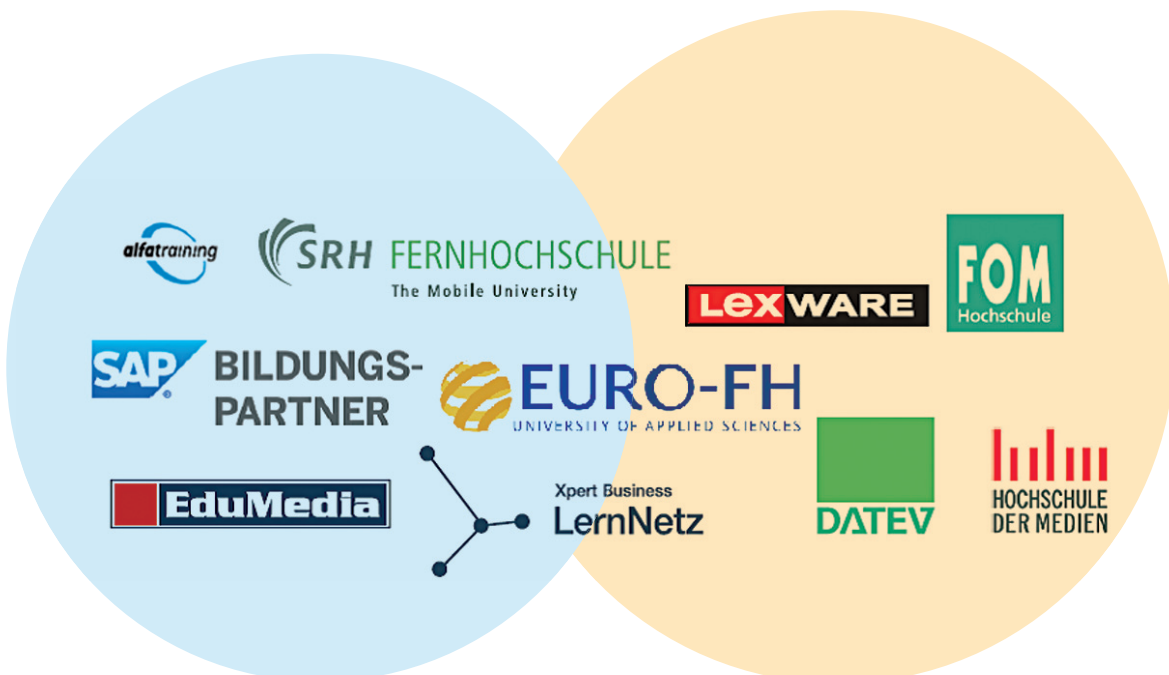 alfatraining
SRH FERNHOCHSCHULE
The Mobile University
LexWARE
FOM
Hochschule
SAP
®
BILDUNGS-
PARTNER
EURO-FH
UNIVERSITY OF APPLIED SCIENCES
EduMedia
Xpert Business
LernNetz
DATEV
HOCHSCHULE
DER MEDIEN